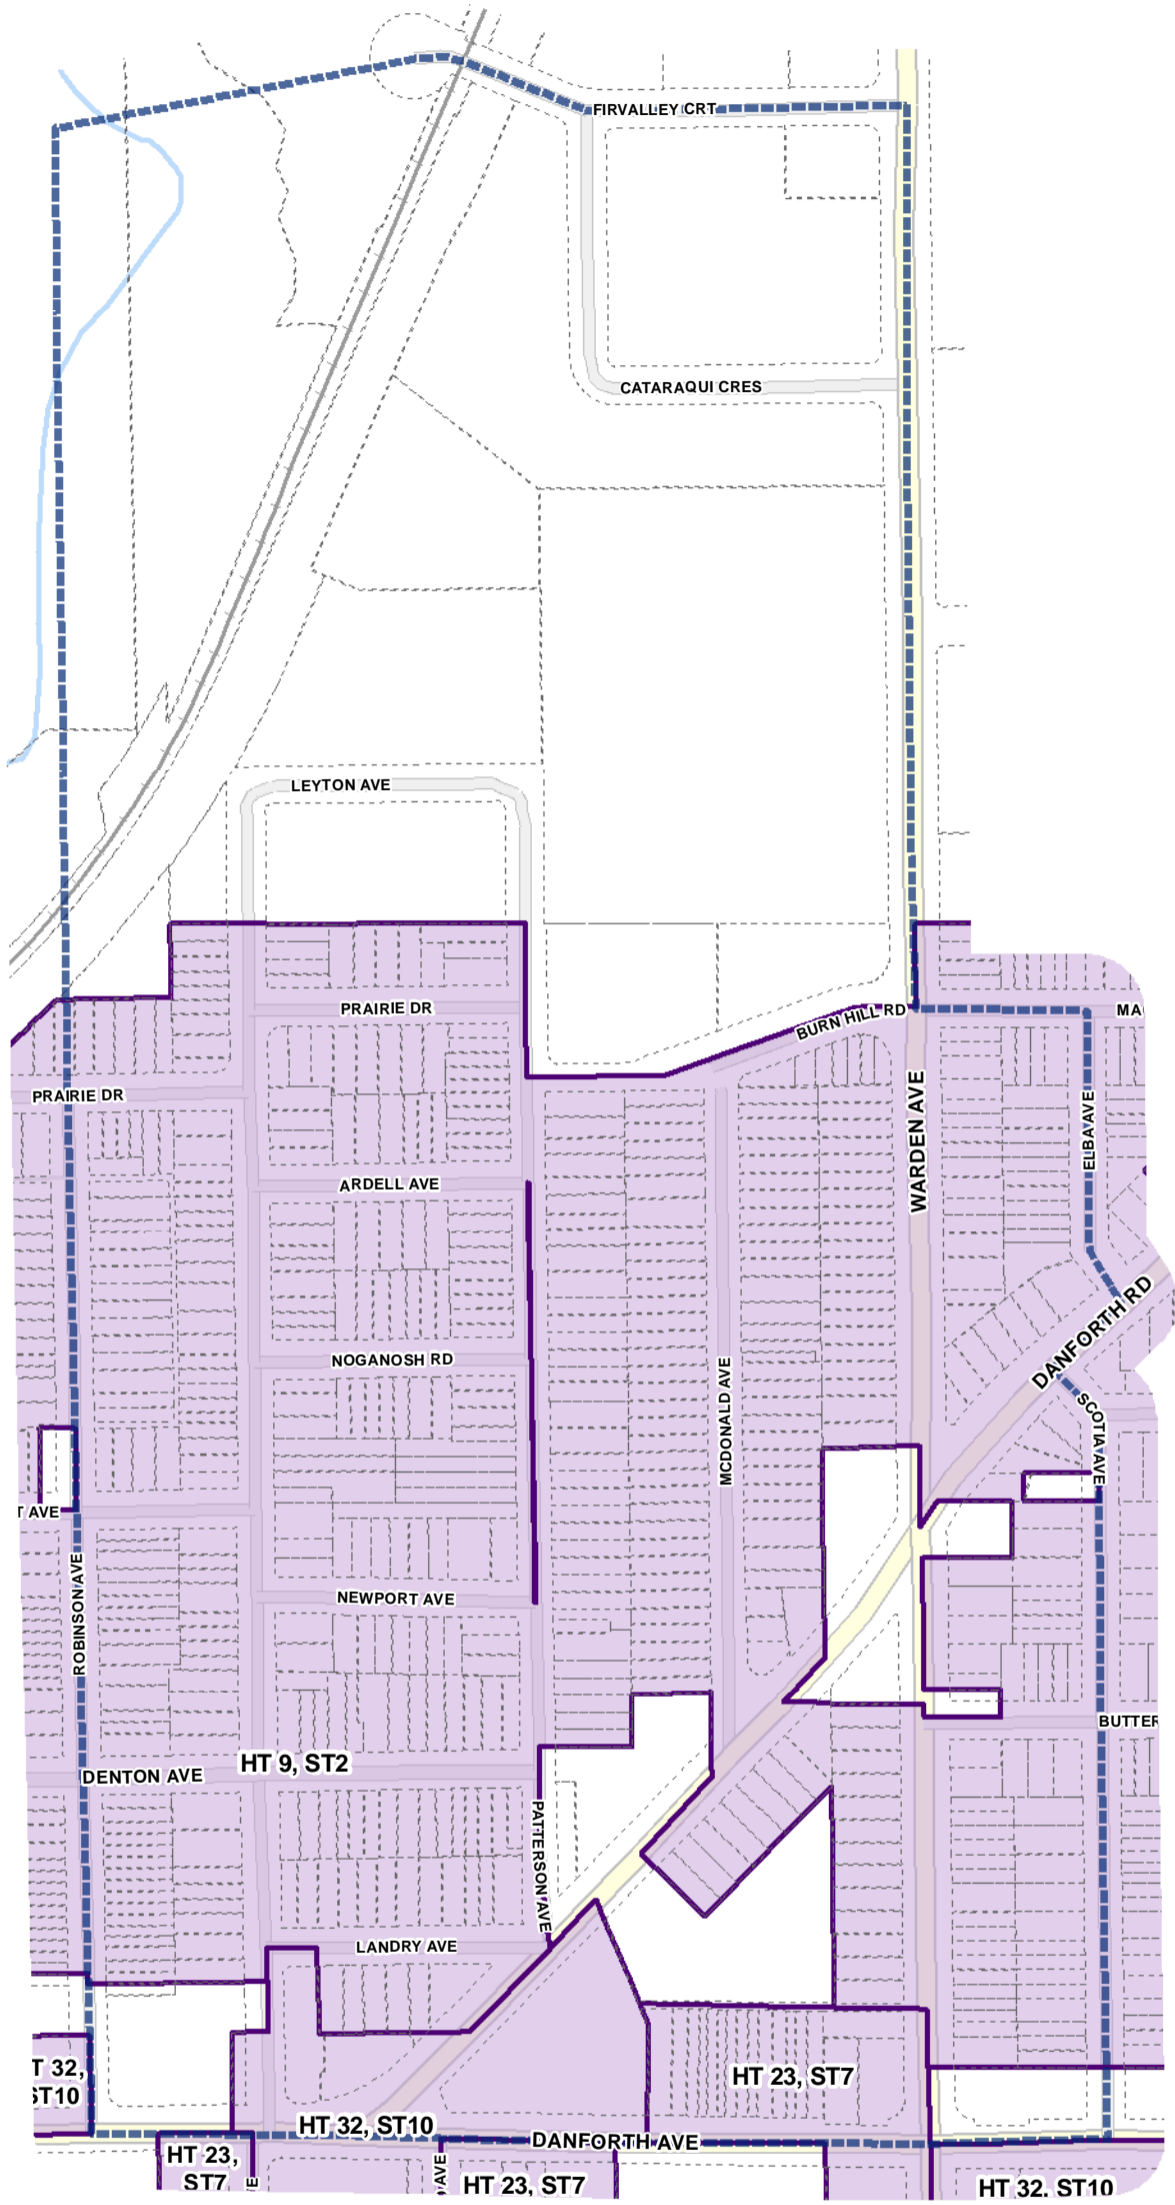 FIRVALLEY CRT
CATARAQUI CRES
LEYTON AVE
PRAIRIE DR
BURN HILL RD
MA
PRAIRIE DR
WARDEN AVE
ELBA AVE
ARDELL AVE
DANFORTH RD
NOGANOSH RD
MCDONALD AVE
SCOTIA AVE
T AVE
ROBINSON AVE
NEWPORT AVE
BUTTER
HT 9, ST2
DENTON AVE
PATTERSON AVE
LANDRY AVE
T 32,
ST10
HT 23, ST7
HT 32, ST10
DANFORTH AVE
HT 23,
ST7
E
AVE
HT 23, ST7
HT 32, ST10